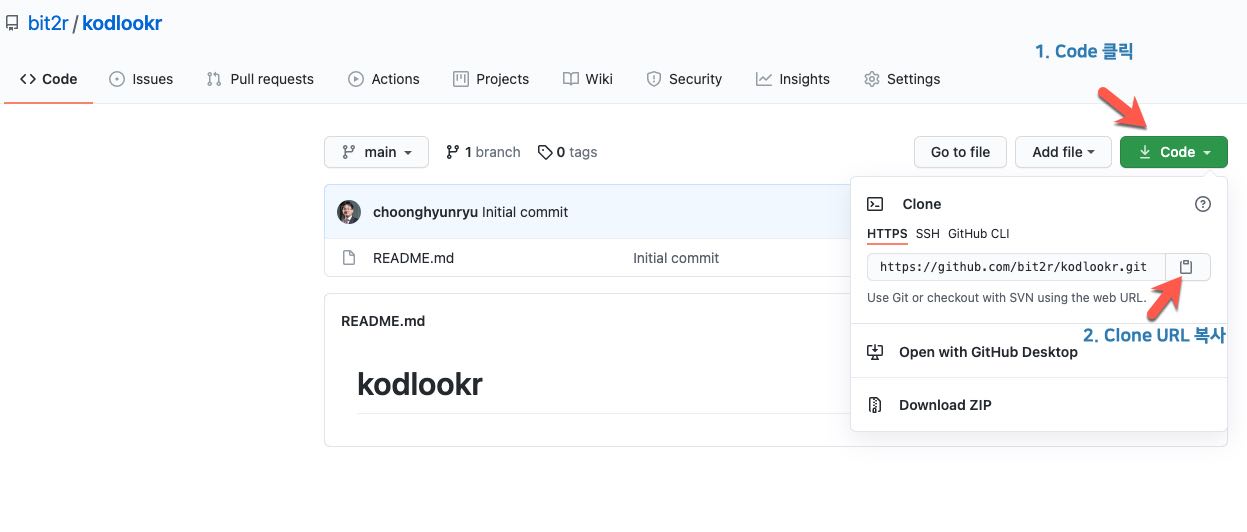 bit2r / kodlookr
1. Code 클릭
Code Issues Pull requests Actions Projects Wiki Security Insights Settings
main 1 branch 0 tags Go to file Add file Code
choonghyunryu Initial commit
README.md Initial commit
Clone
HTTPS SSH GitHub CLI
https://github.com/bit2r/kodlookr.git
Use Git or checkout with SVN using the web URL.
2. Clone URL 복사
Open with GitHub Desktop
Download ZIP
README.md
kodlookr